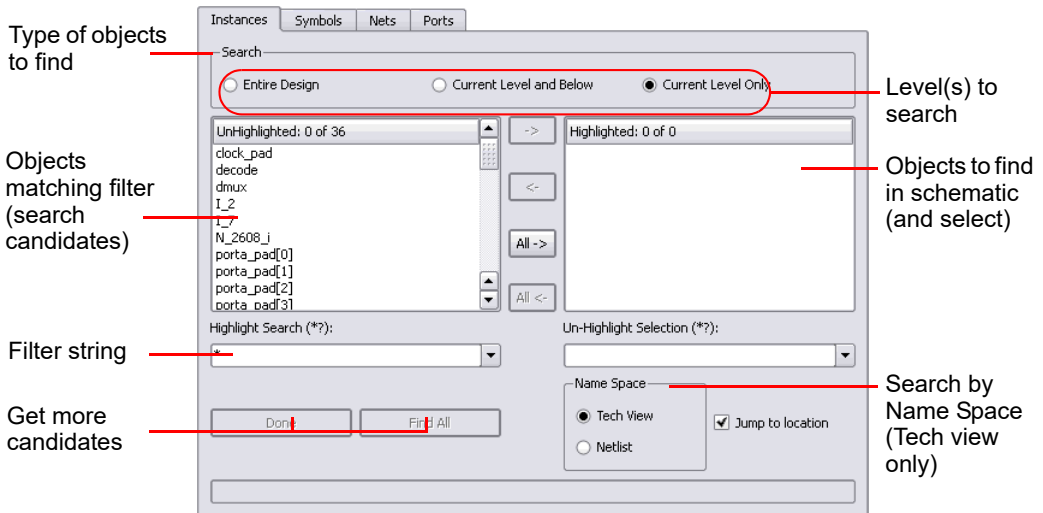 Instances Symbols Nets Ports
Type of objects
to find
Search
Entire Design Current Level and Below Current Level Only
Level(s) to
search
UnHighlighted: 0 of 36
->
Highlighted: 0 of 0
Objects
matching filter
(search
candidates)
clock_pad
decode
dmux
I_2
I_7
N_2608_i
porta_pad[0]
porta_pad[1]
porta_pad[2]
porta_pad[3]
<-
All ->
All <-
Objects to find
in schematic
(and select)
Highlight Search (*?):
Un-Highlight Selection (*?):
Filter string
*
Name Space
Tech View
Netlist
Jump to location
Search by
Name Space
(Tech view
only)
Get more
candidates
Done Find All